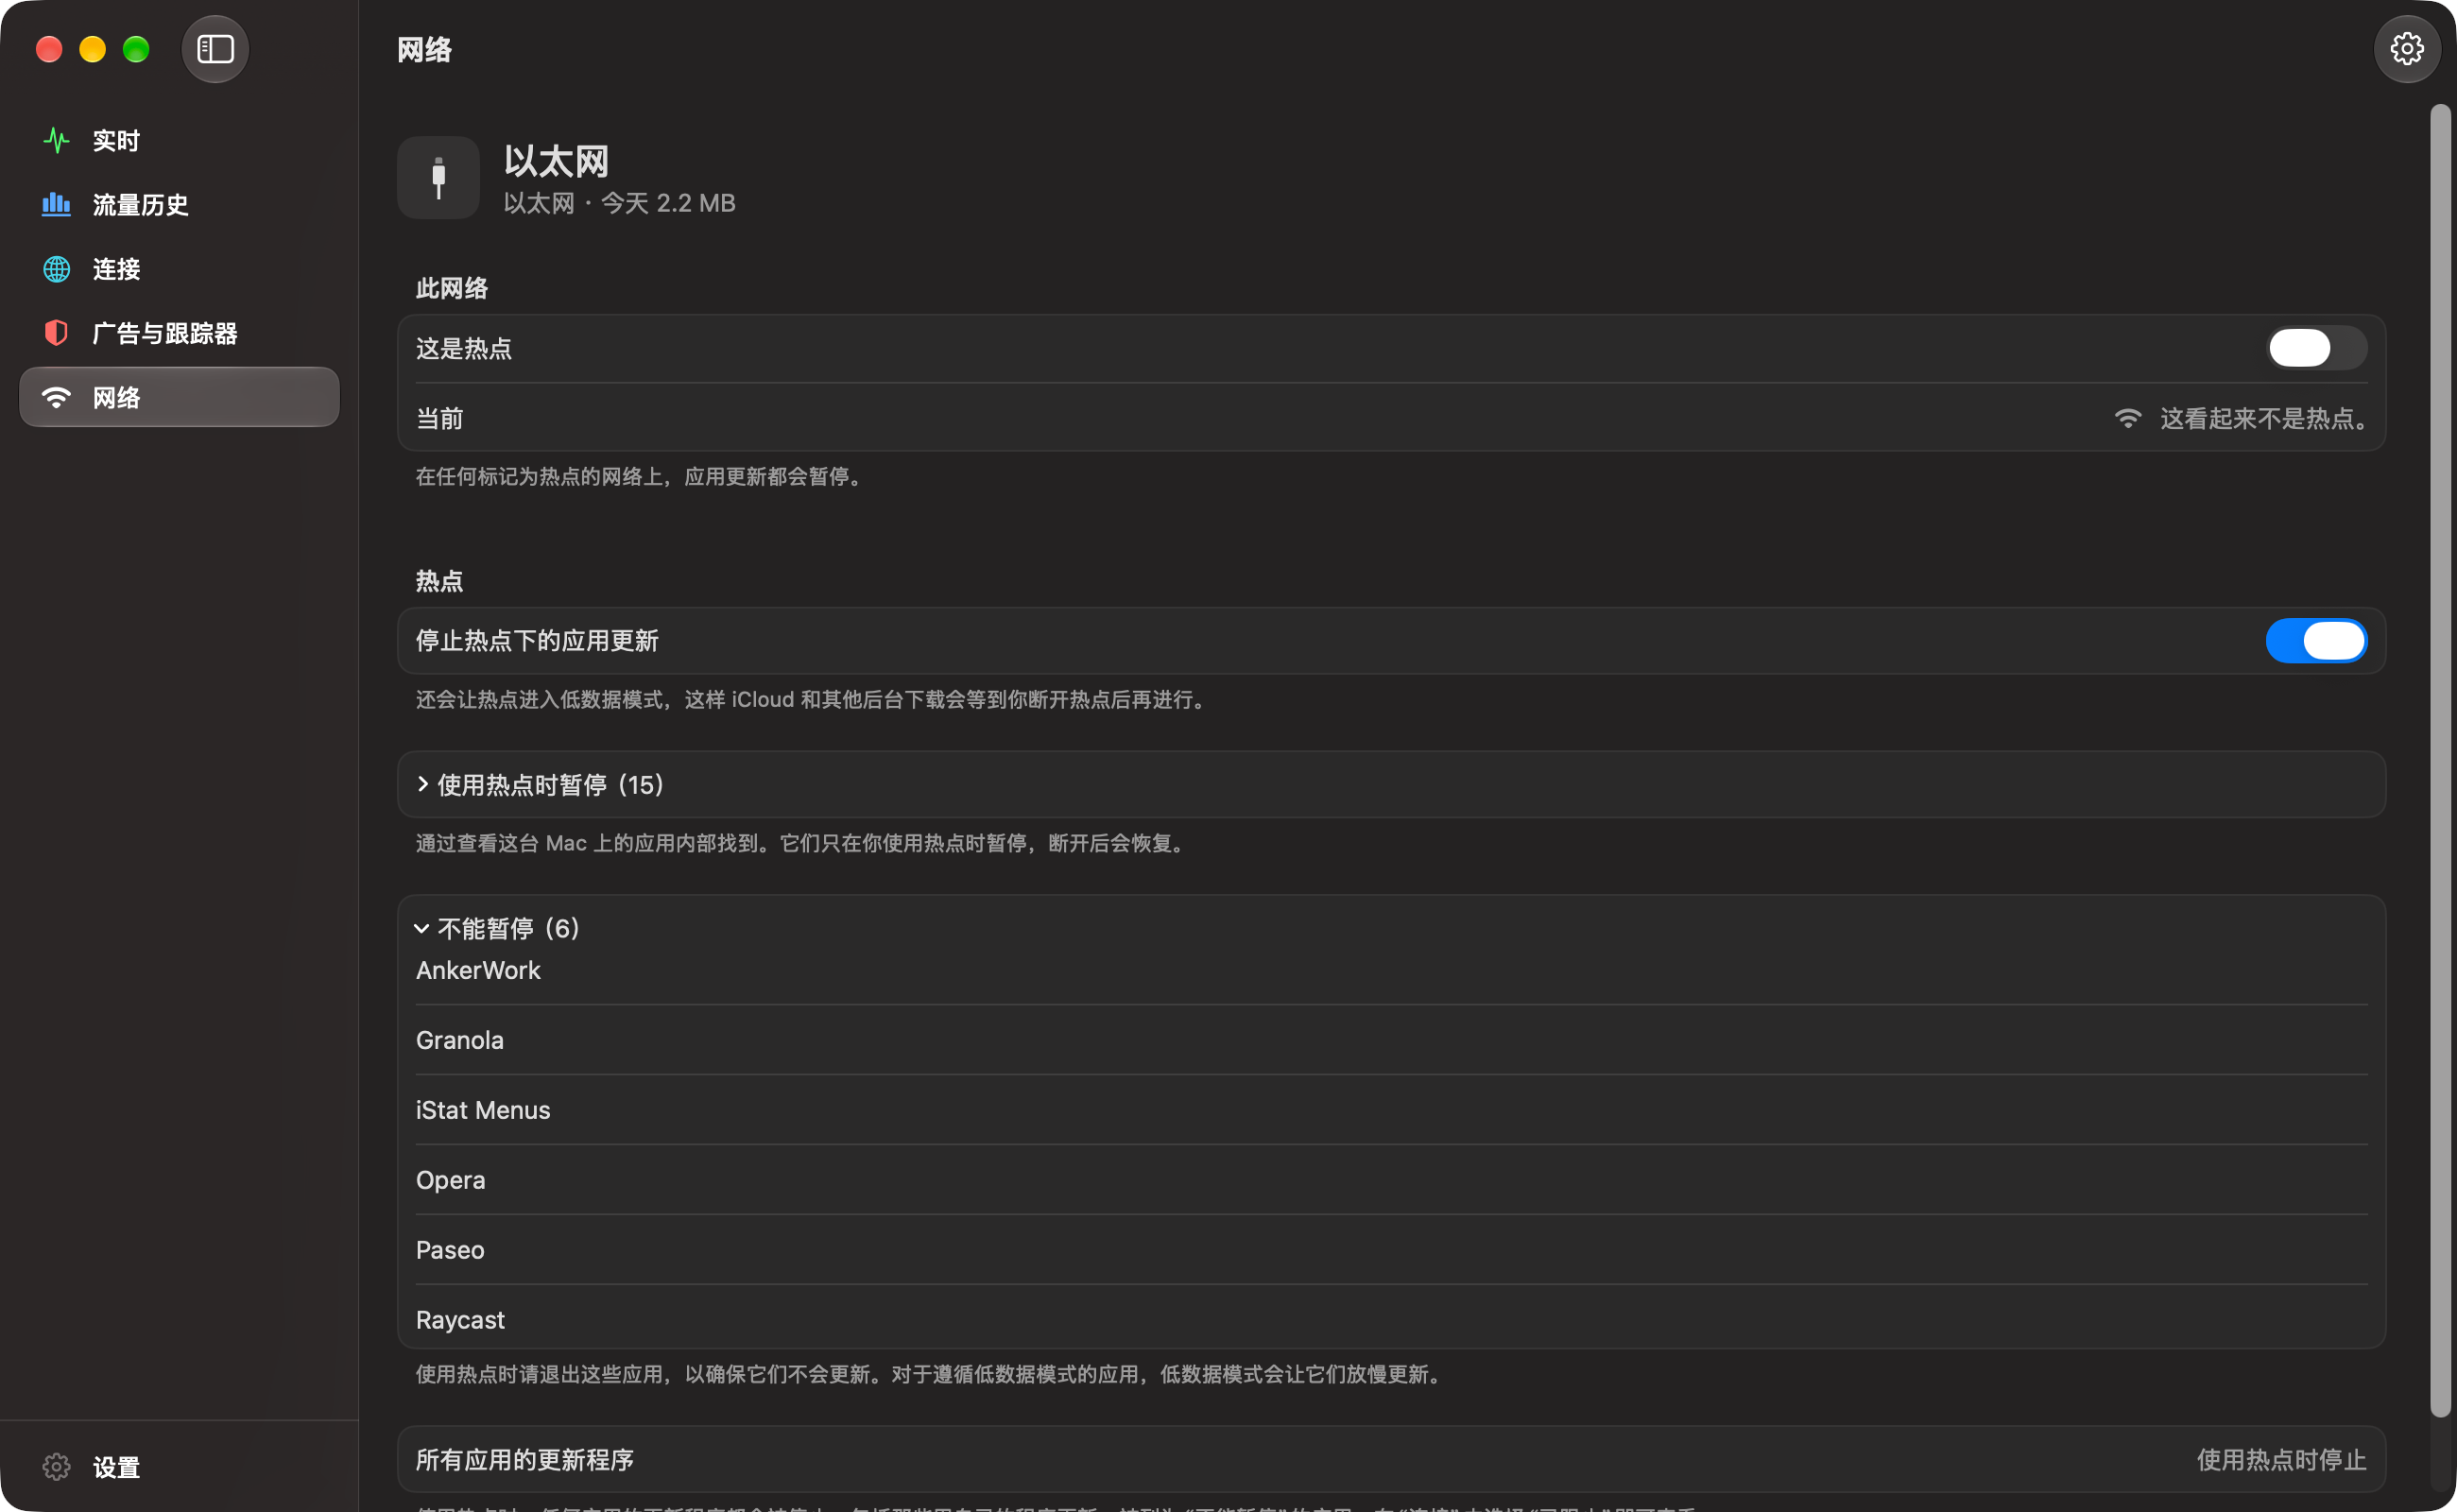 网络
实时
流量历史
连接
广告与跟踪器
网络
设置
以太网
以太网 · 今天 2.2 MB
此网络
这是热点
当前
这看起来不是热点。
在任何标记为热点的网络上，应用更新都会暂停。
热点
停止热点下的应用更新
还会让热点进入低数据模式，这样 iCloud 和其他后台下载会等到你断开热点后再进行。
使用热点时暂停（15）
通过查看这台 Mac 上的应用内部找到。它们只在你使用热点时暂停，断开后会恢复。
不能暂停（6）
AnkerWork
Granola
iStat Menus
Opera
Paseo
Raycast
使用热点时请退出这些应用，以确保它们不会更新。对于遵循低数据模式的应用，低数据模式会让它们放慢更新。
所有应用的更新程序
使用热点时停止